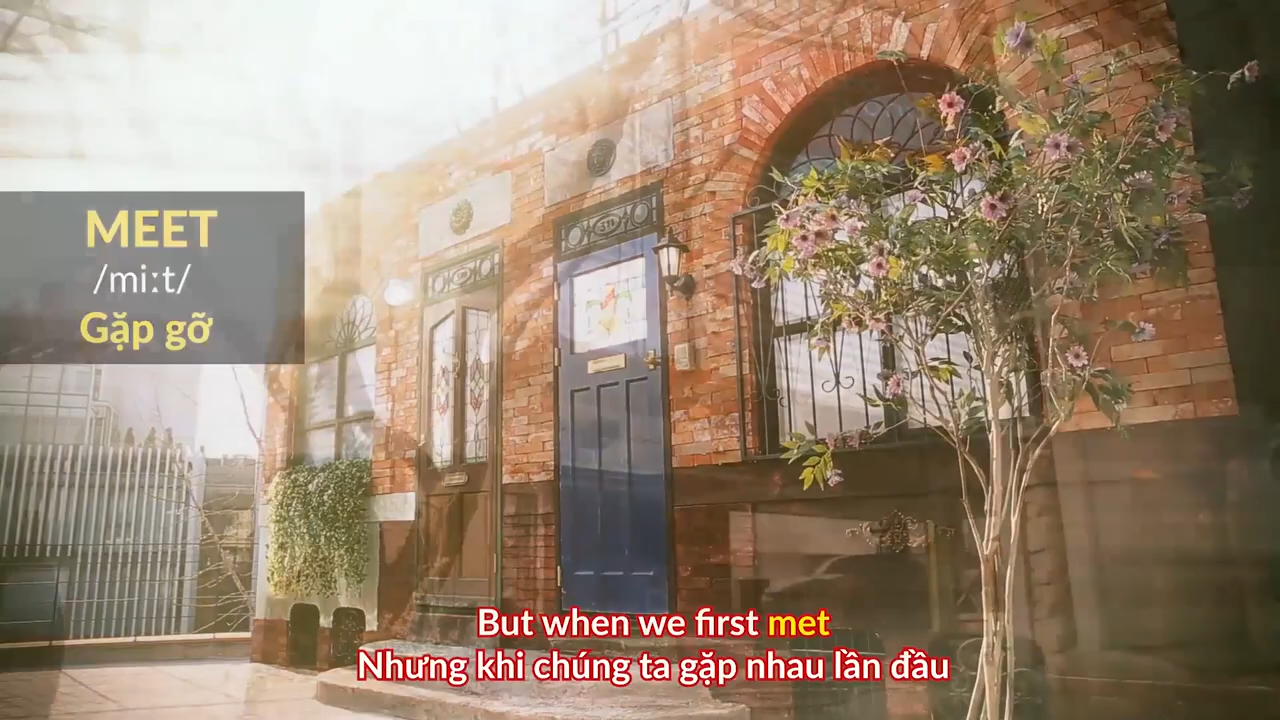 MEET
/miːt/
Gặp gỡ
But when we first met
Nhưng khi chúng ta gặp nhau lần đầu